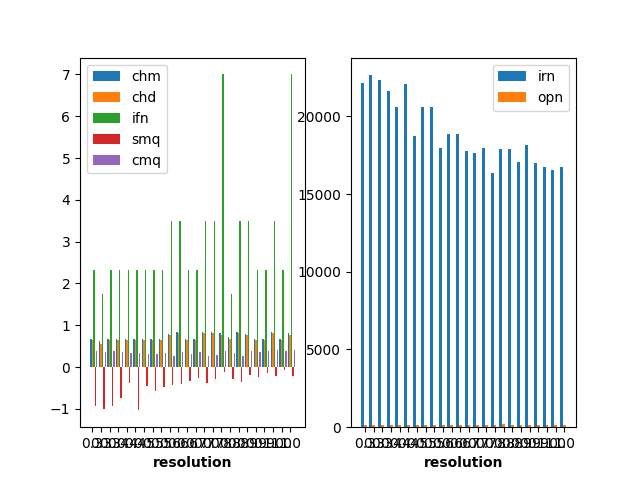 7
6
5
4
3
2
1
0
−1
chm
chd
ifn
smq
cmq
resolution
20000
15000
10000
5000
0
irn
opn
resolution